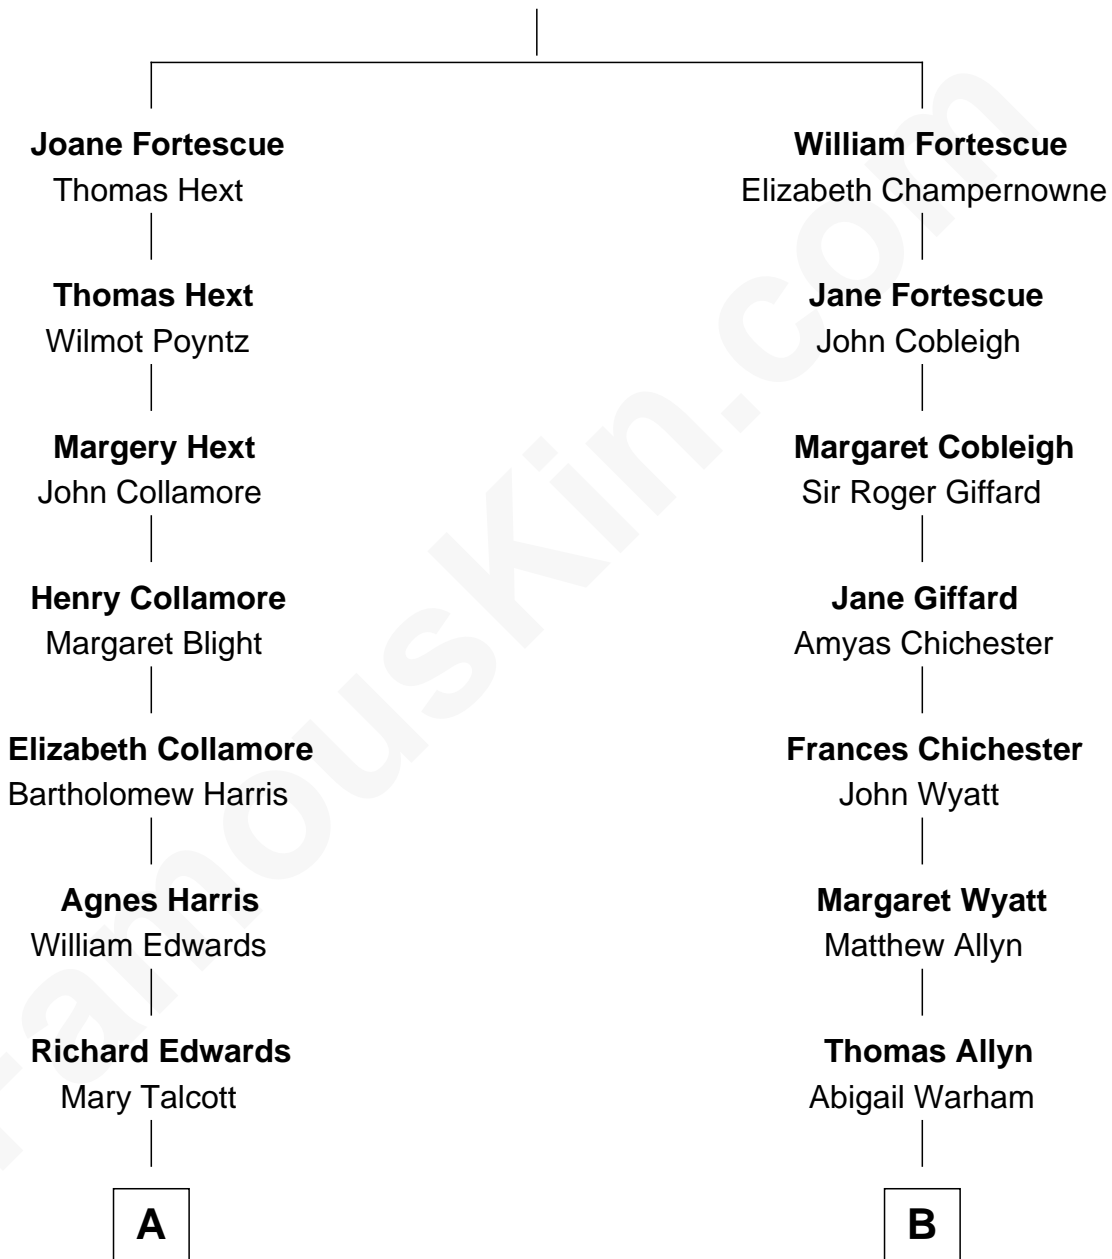 Joane Fortescue
Thomas Hext
William Fortescue
Elizabeth Champernowne
Thomas Hext
Wilmot Poyntz
Jane Fortescue
John Cobleigh
Margery Hext
John Collamore
Margaret Cobleigh
Sir Roger Giffard
Henry Collamore
Margaret Blight
Jane Giffard
Amyas Chichester
Elizabeth Collamore
Bartholomew Harris
Frances Chichester
John Wyatt
Agnes Harris
William Edwards
Margaret Wyatt
Matthew Allyn
Richard Edwards
Mary Talcott
Thomas Allyn
Abigail Warham
A
B
FamousKin.com